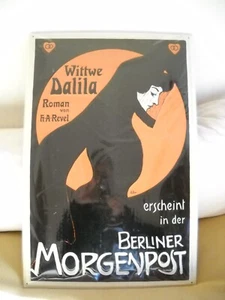 Wittwe
Dalila
Roman
von
H.A.Revel
erscheint
in der
BERLINER
MORGENPOST